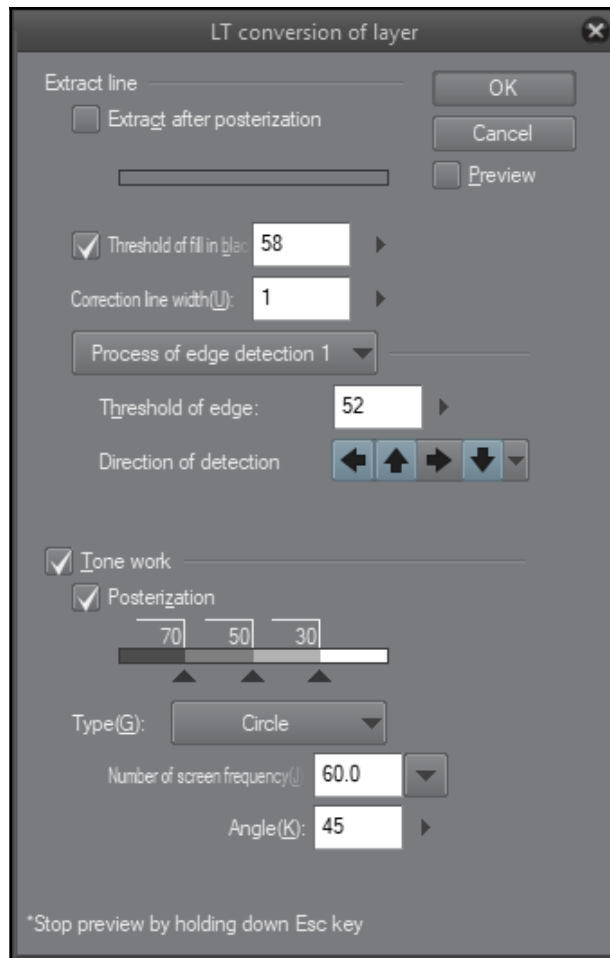 LT conversion of layer
Extract line
OK
Extract after posterization
Cancel
Preview
Threshold of fill in blac
58
Correction line width(U):
1
Process of edge detection 1
Threshold of edge:
52
Direction of detection
Tone work
Posterization
70 50 30
Type(G):
Circle
Number of screen frequency(J)
60.0
Angle(K):
45
*Stop preview by holding down Esc key